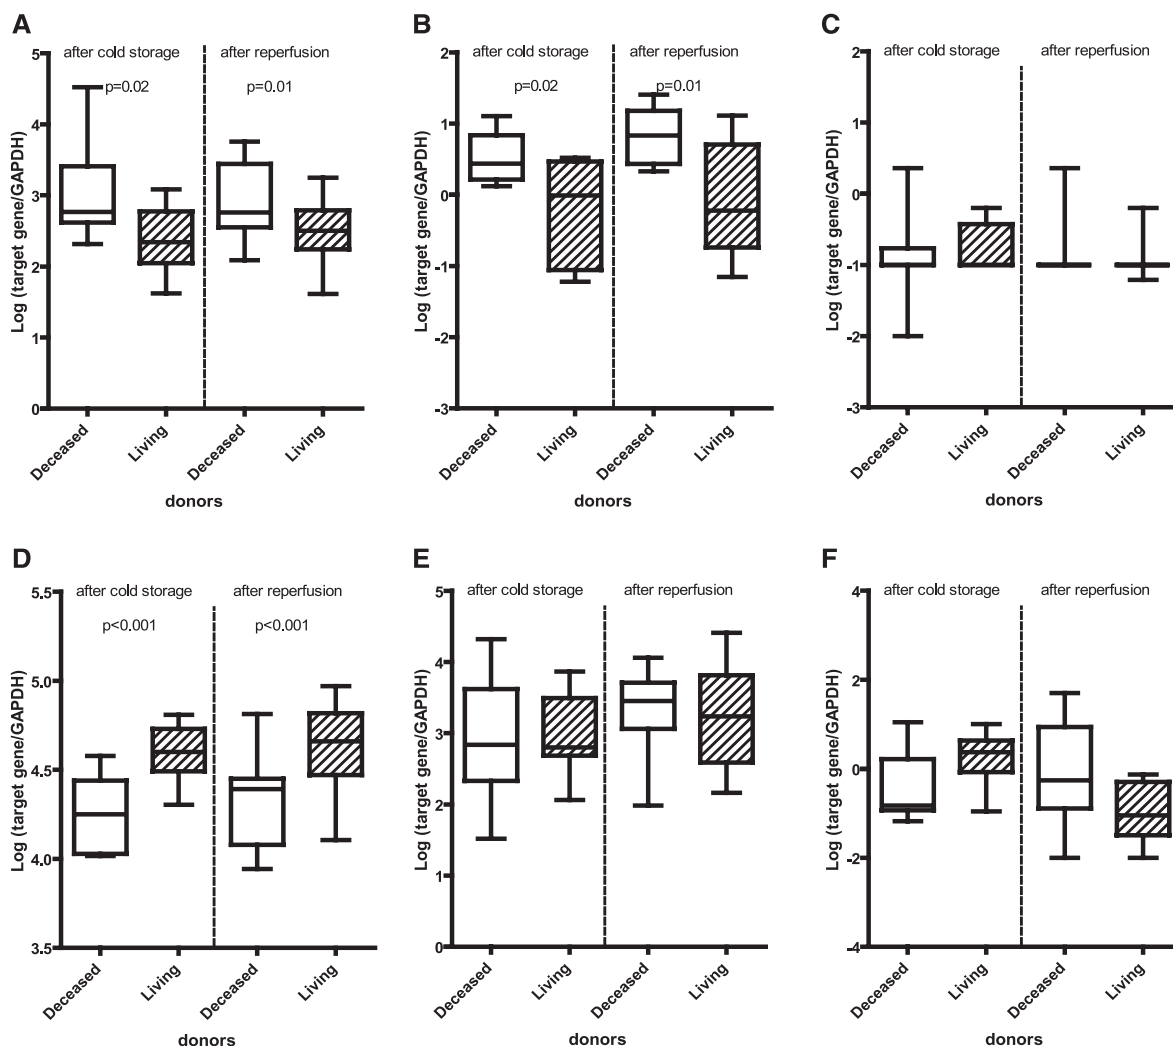 A
after cold storage
after reperfusion
p=0.02
p=0.01
Log (target gene/GAPDH)
5
4
3
2
1
0
Deceased
Living
Deceased
Living
donors
B
after cold storage
after reperfusion
p=0.02
p=0.01
Log (target gene/GAPDH)
2
1
0
-1
-2
-3
Deceased
Living
Deceased
Living
donors
C
after cold storage
after reperfusion
Log (target gene/GAPDH)
2
1
0
-1
-2
-3
Deceased
Living
Deceased
Living
donors
D
after cold storage
after reperfusion
p<0.001
p<0.001
Log (target gene/GAPDH)
5.5
5.0
4.5
4.0
3.5
Deceased
Living
Deceased
Living
donors
E
after cold storage
after reperfusion
Log (target gene/GAPDH)
5
4
3
2
1
0
Deceased
Living
Deceased
Living
donors
F
after cold storage
after reperfusion
Log (target gene/GAPDH)
4
2
0
-2
-4
Deceased
Living
Deceased
Living
donors